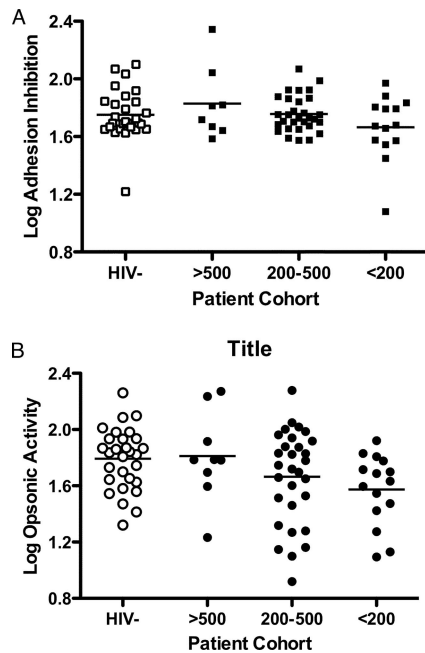 A
Log Adhesion Inhibition
2.4
2.0
1.6
1.2
0.8
HIV- >500 200-500 <200
Patient Cohort
B
Title
Log Opsonic Activity
2.4
2.0
1.6
1.2
0.8
HIV- >500 200-500 <200
Patient Cohort